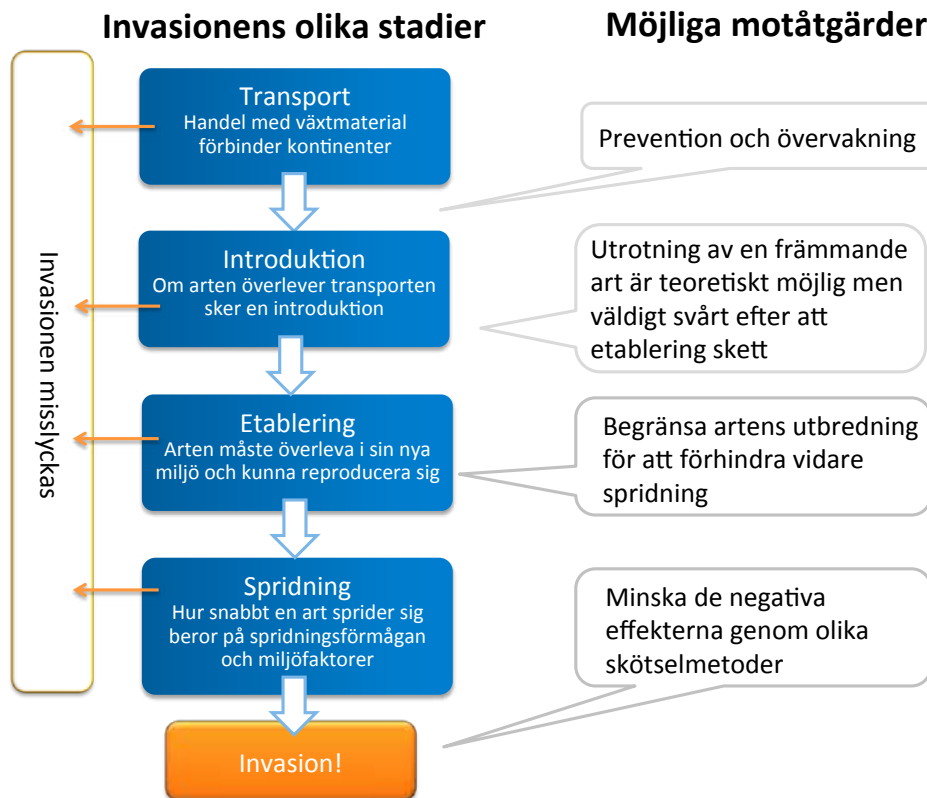 Invasionens olika stadier
Möjliga motåtgärder
Invasionen misslyckas
Transport
Handel med växtmaterial
förbinder kontinenter
Prevention och övervakning
Introduktion
Om arten överlever transporten
sker en introduktion
Utrotning av en främmande
art är teoretiskt möjlig men
väldigt svårt efter att
etablering skett
Etablering
Arten måste överleva i sin nya
miljö och kunna reproducera sig
Begränsa artens utbredning
för att förhindra vidare
spridning
Spridning
Hur snabbt en art sprider sig
beror på spridningsförmågan
och miljöfaktorer
Minska de negativa
effekterna genom olika
skötselmetoder
Invasion!